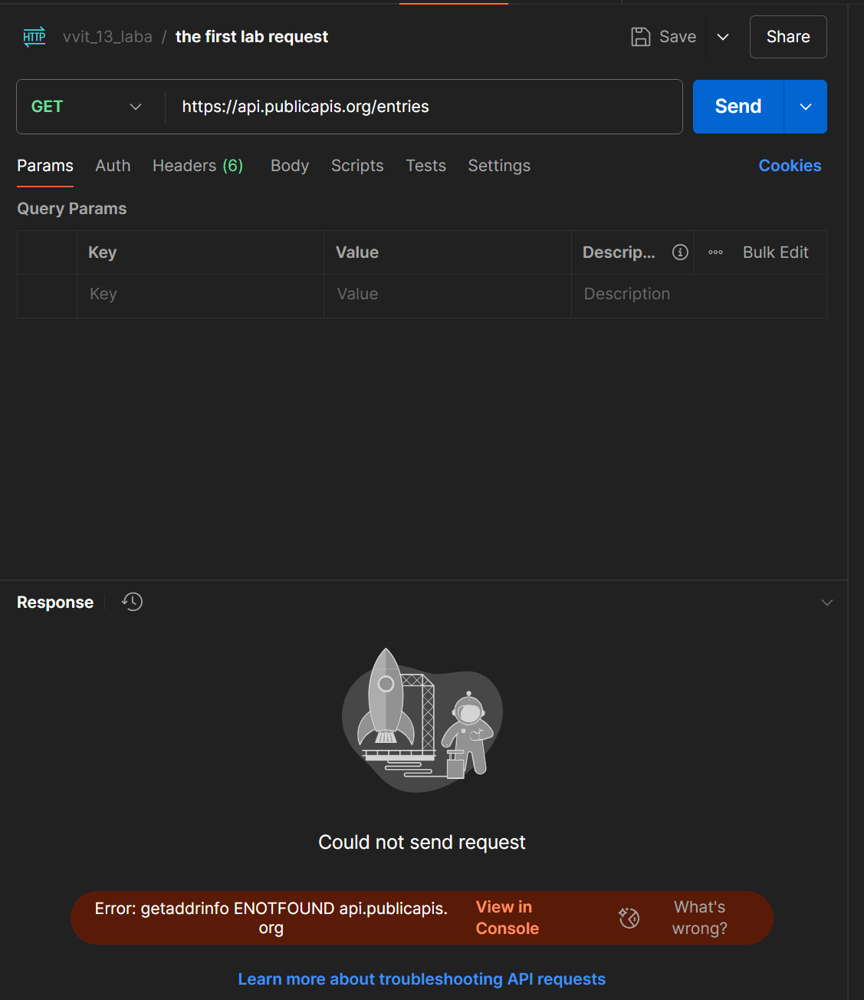 HTTP vvit_13_laba / the first lab request Save Share
GET https://api.publicapis.org/entries Send
Params Auth Headers (6) Body Scripts Tests Settings Cookies
Query Params
Key Value Descrip... Bulk Edit
Key Value Description
Response
Could not send request
Error: getaddrinfo ENOTFOUND api.publicapis.
org
View in
Console
What's
wrong?
Learn more about troubleshooting API requests